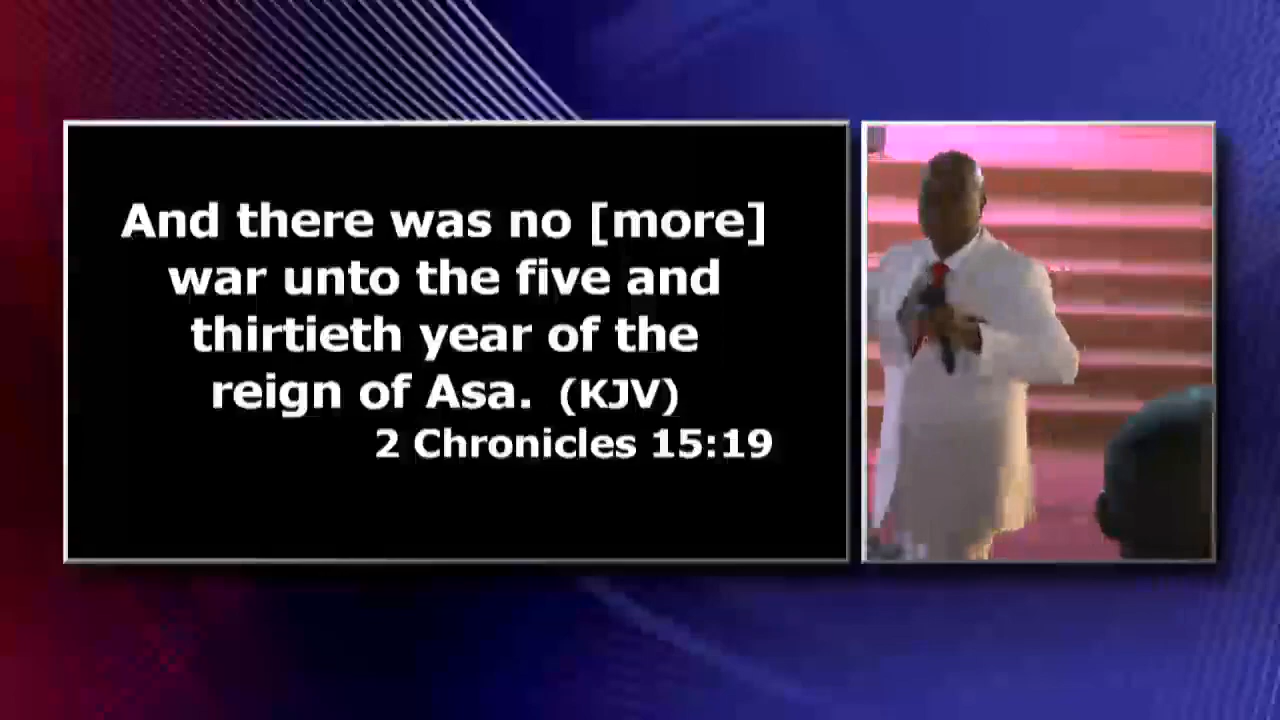 And there was no [more]
war unto the five and
thirtieth year of the
reign of Asa. (KJV)
2 Chronicles 15:19